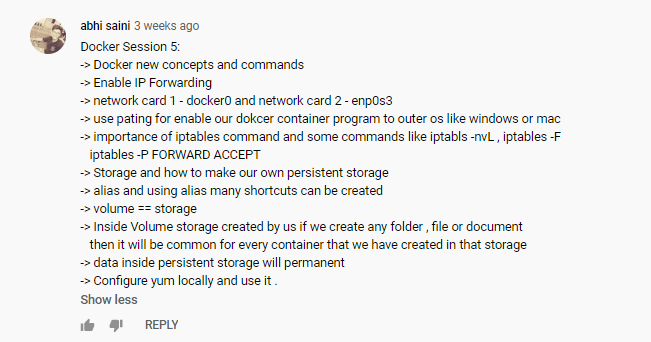 abhi saini 3 weeks ago
Docker Session 5:
-> Docker new concepts and commands
-> Enable IP Forwarding
-> network card 1 - docker0 and network card 2 - enp0s3
-> use pating for enable our dokcer container program to outer os like windows or mac
-> importance of iptables command and some commands like iptabls -nvL , iptables -F
iptables -P FORWARD ACCEPT
-> Storage and how to make our own persistent storage
-> alias and using alias many shortcuts can be created
-> volume == storage
-> Inside Volume storage created by us if we create any folder , file or document
then it will be common for every container that we have created in that storage
-> data inside persistent storage will permanent
-> Configure yum locally and use it .
Show less
REPLY